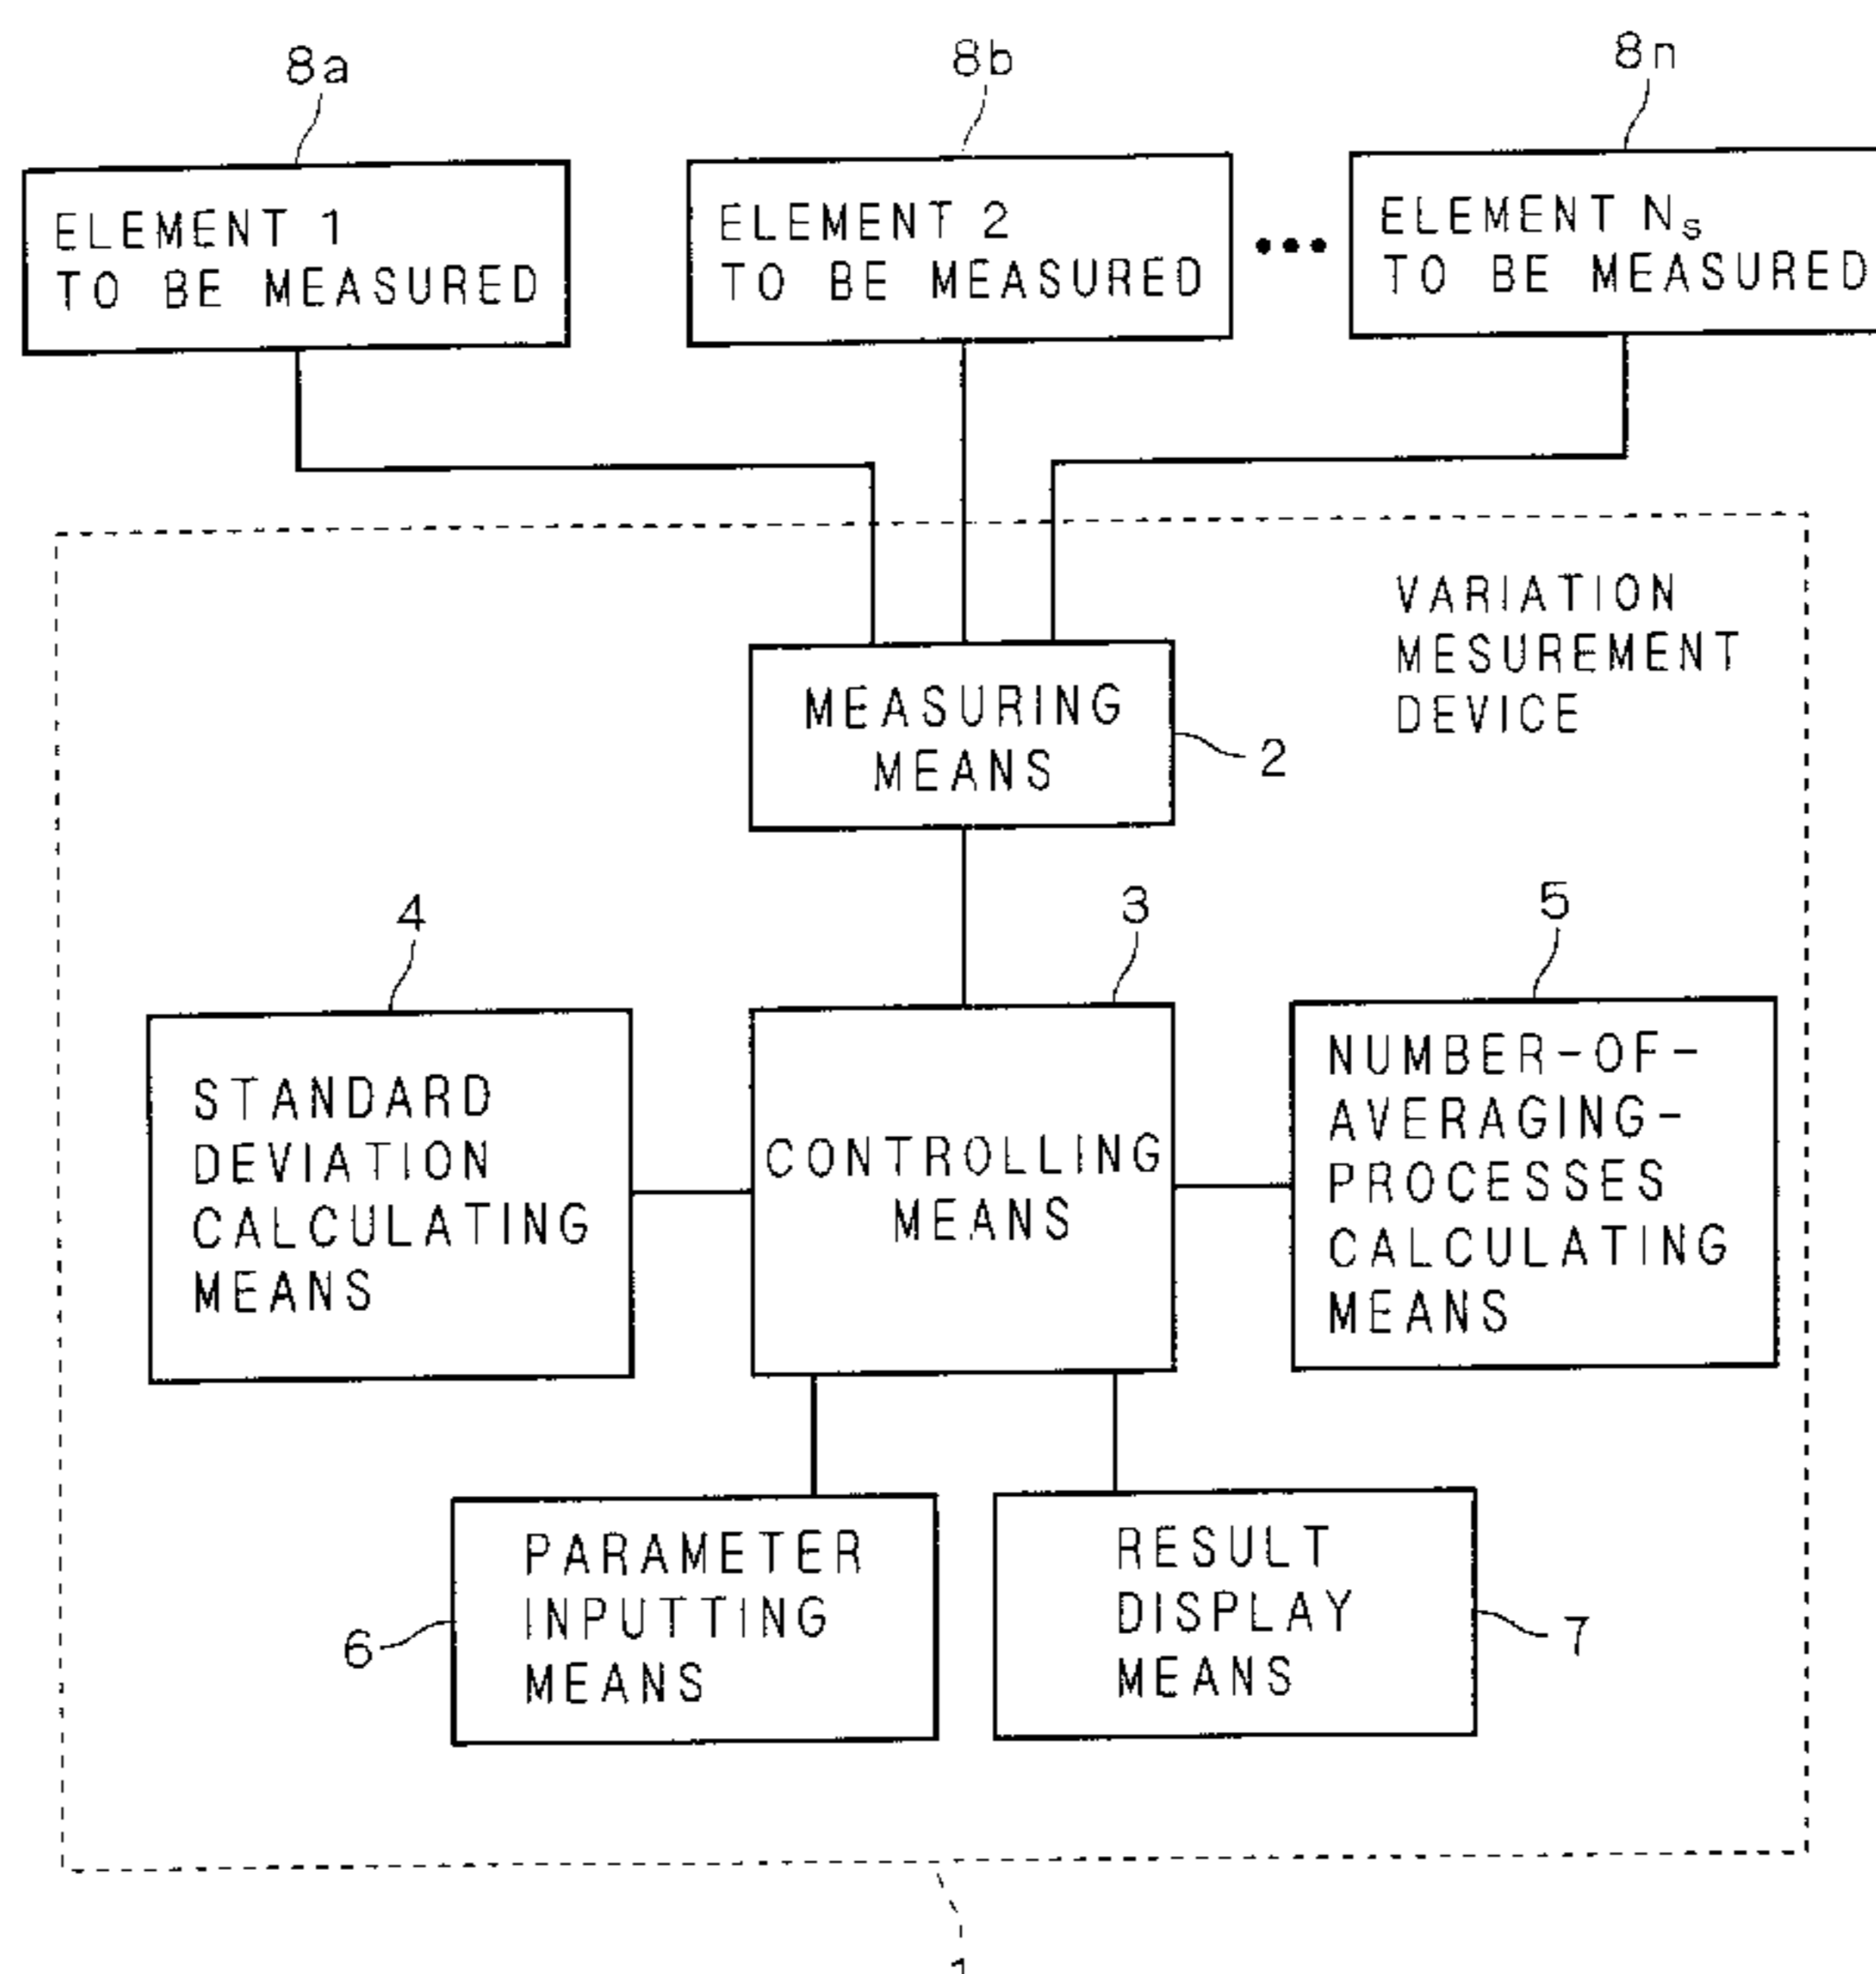 8a
8b
8n
ELEMENT 1
TO BE MEASURED
ELEMENT 2
TO BE MEASURED
•••
ELEMENT Ns
TO BE MEASURED
VARIATION
MESUREMENT
DEVICE
MEASURING
MEANS
2
4
3
5
STANDARD
DEVIATION
CALCULATING
MEANS
CONTROLLING
MEANS
NUMBER-OF-
AVERAGING-
PROCESSES
CALCULATING
MEANS
PARAMETER
INPUTTING
MEANS
6
RESULT
DISPLAY
MEANS
7
1